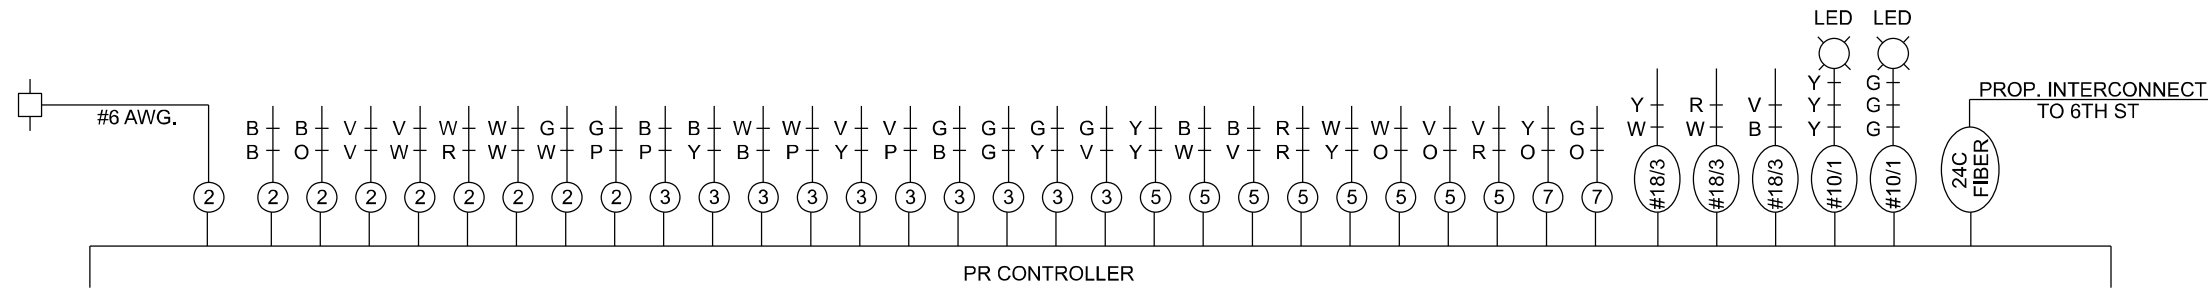 LED LED
PROP. INTERCONNECT
TO 6TH ST
#6 AWG.
Y G
Y G
Y G
Y R V
W W B
B B V V W W G G B B W W V V G G G G Y B B R W W V V Y G
B O V W R W W P P Y B P Y P B G Y V Y W V R Y O O R O O
#18/3 #18/3 #18/3 #10/1 #10/1
24C
FIBER
2 2 2 2 2 2 2 2 2 3 3 3 3 3 3 3 3 3 3 5 5 5 5 5 5 5 5 7 7
PR CONTROLLER